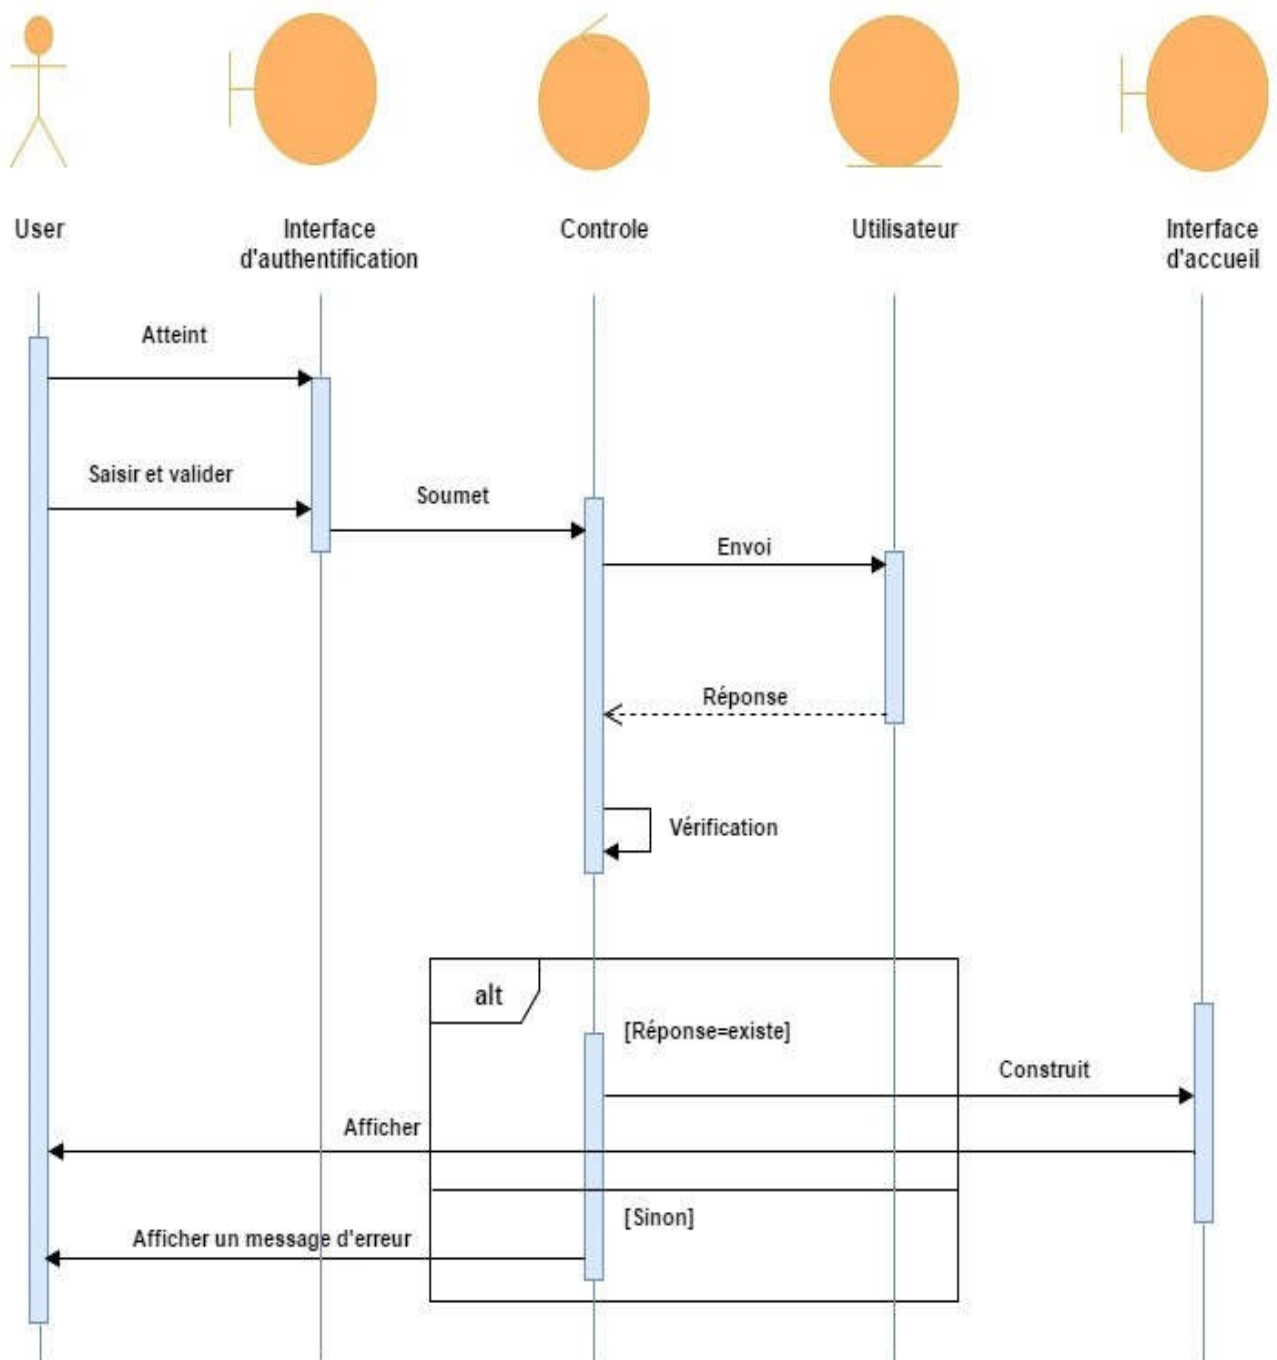 User
Interface
d'authentification
Controle
Utilisateur
Interface
d'accueil
Atteint
Saisir et valider
Soumet
Envoi
Réponse
Vérification
alt
[Réponse=existe]
Construit
Afficher
[Sinon]
Afficher un message d'erreur